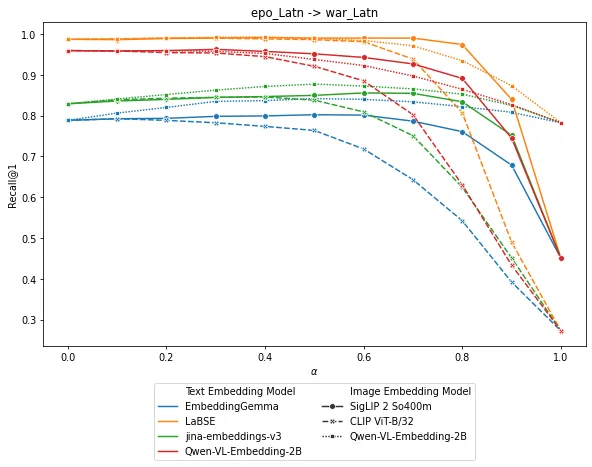 epo_Latn -> war_Latn
1.0
0.9
0.8
0.7
0.6
0.5
0.4
0.3
Recall@1
0.0 0.2 0.4 0.6 0.8 1.0
α
Text Embedding Model Image Embedding Model
EmbeddingGemma SigLIP 2 So400m
LaBSE CLIP ViT-B/32
jina-embeddings-v3 Qwen-VL-Embedding-2B
Qwen-VL-Embedding-2B